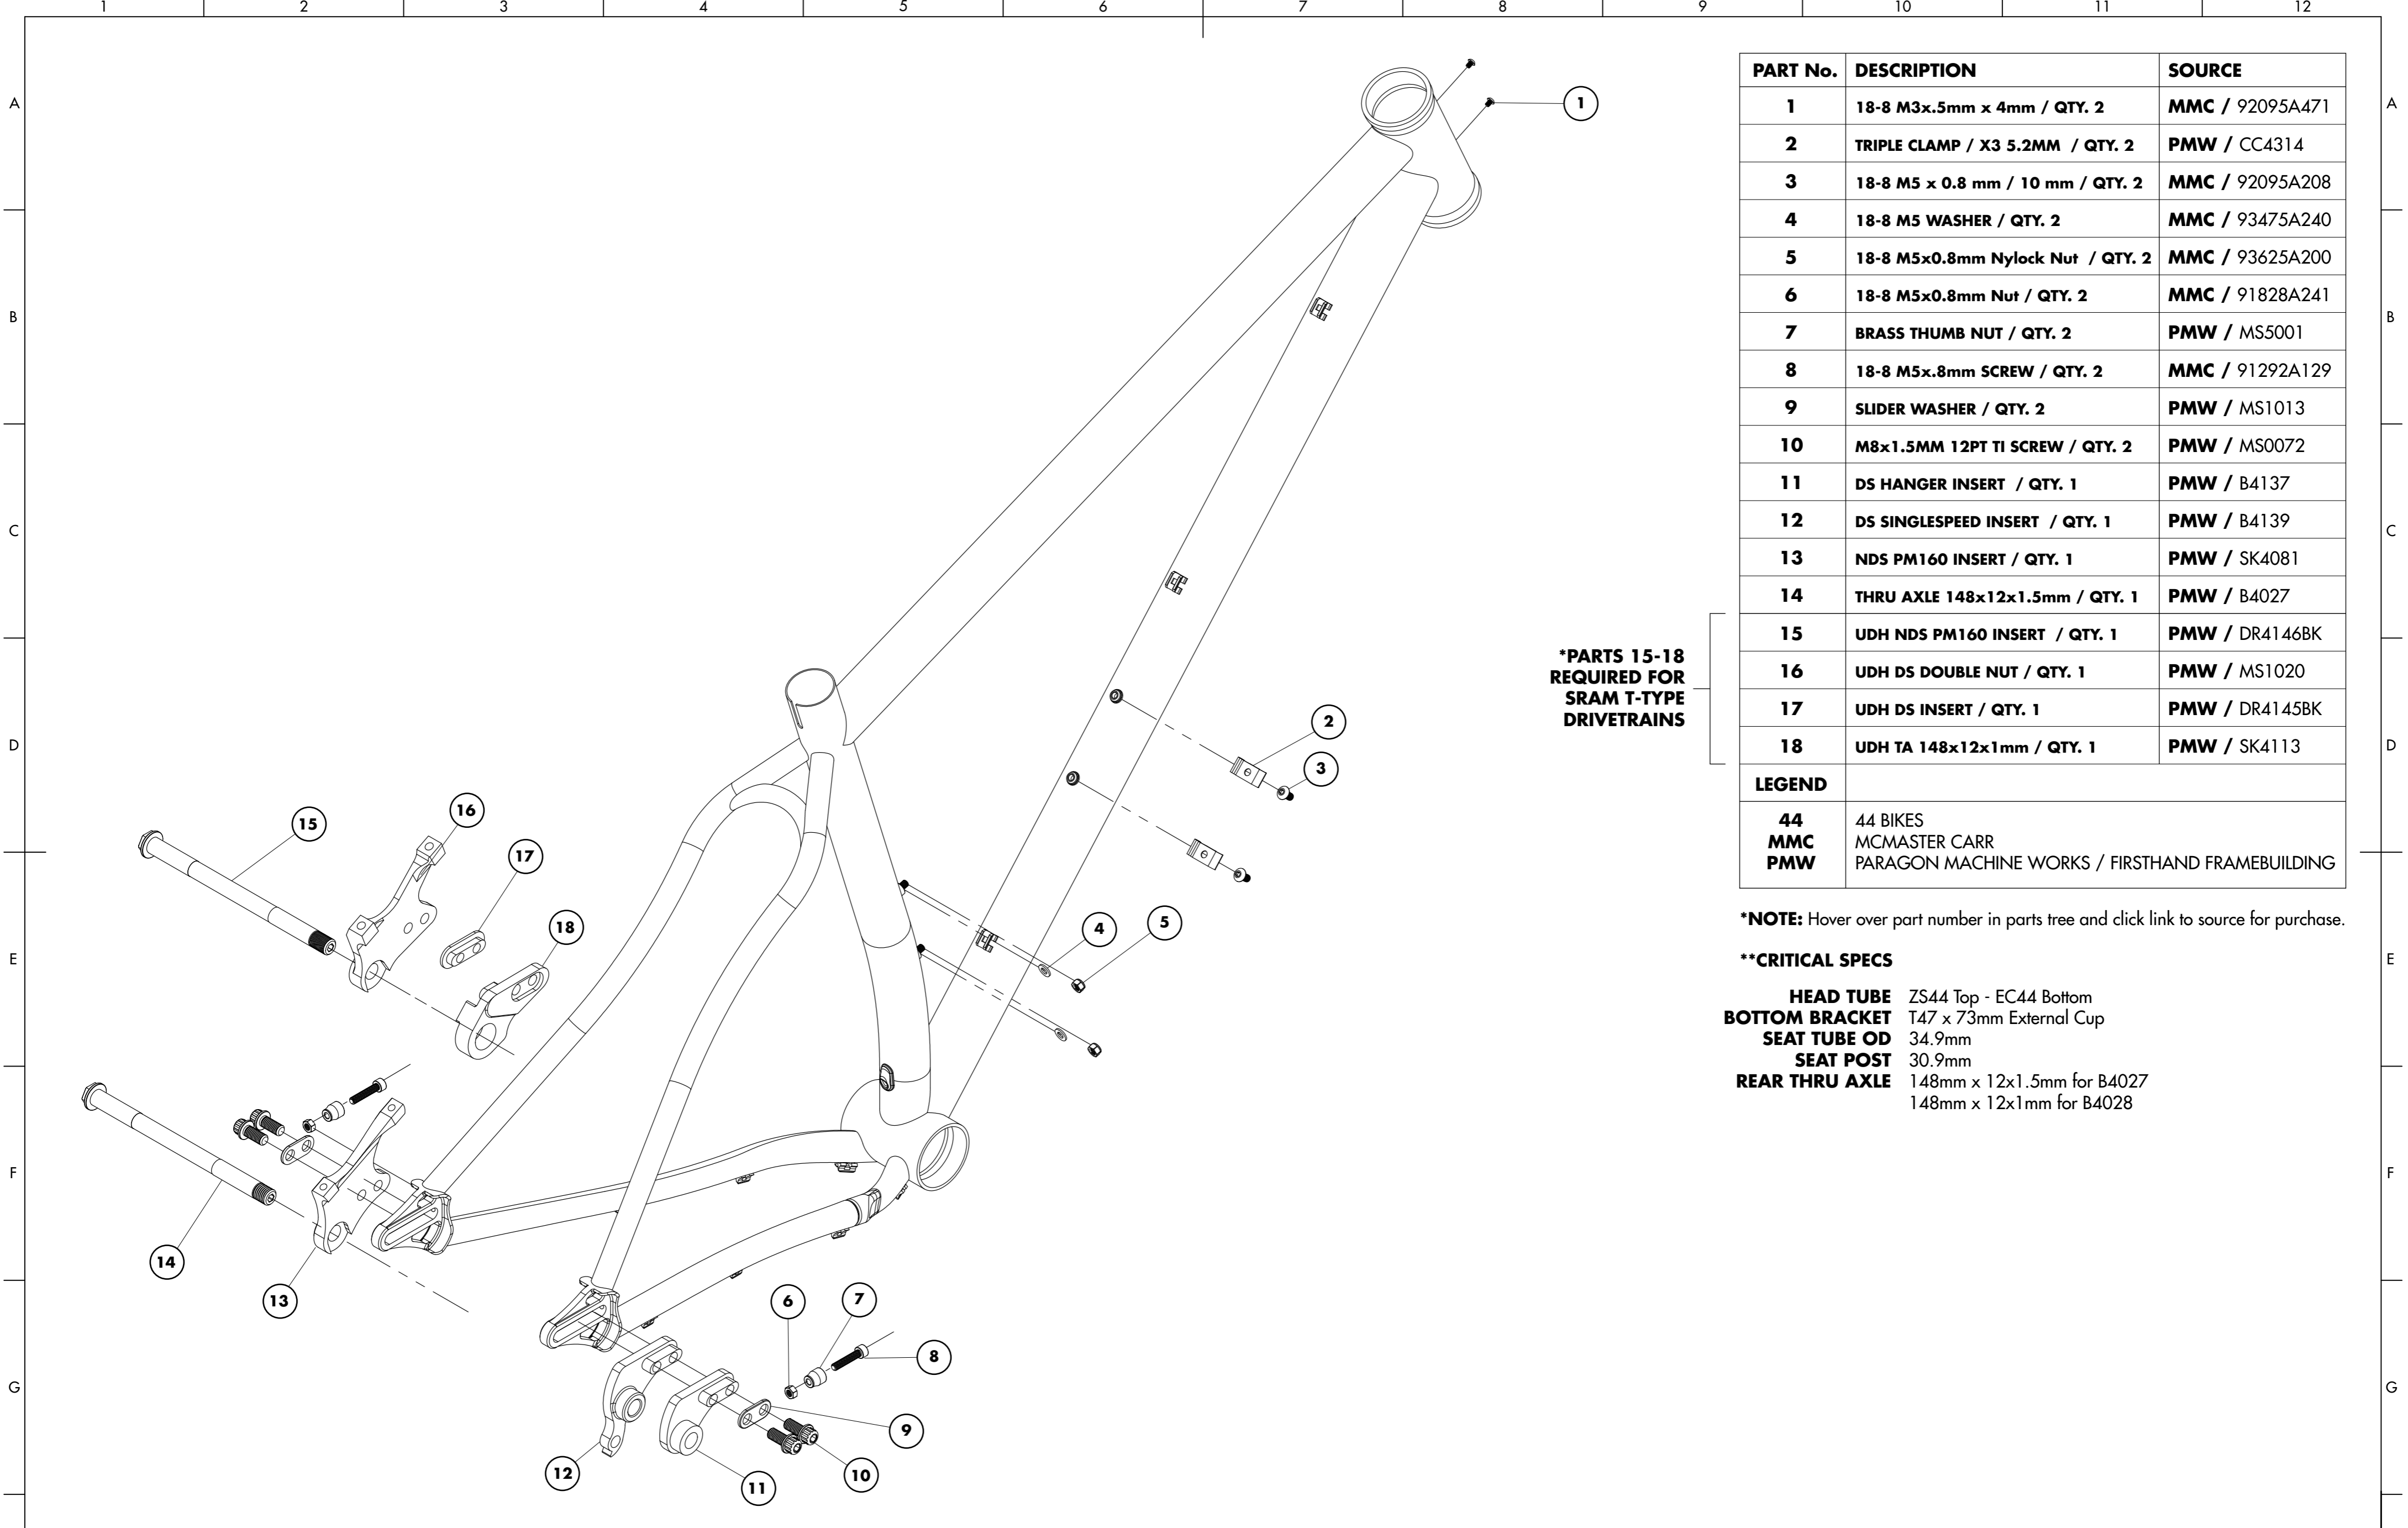 1 2 3 4 5 6 7 8 9 10 11 12
A A
B B
C C
D D
E E
F F
G G
PART No. DESCRIPTION SOURCE
1 18-8 M3x.5mm x 4mm / QTY. 2 MMC / 92095A471
2 TRIPLE CLAMP / X3 5.2MM / QTY. 2 PMW / CC4314
3 18-8 M5 x 0.8 mm / 10 mm / QTY. 2 MMC / 92095A208
4 18-8 M5 WASHER / QTY. 2 MMC / 93475A240
5 18-8 M5x0.8mm Nylock Nut / QTY. 2 MMC / 93625A200
6 18-8 M5x0.8mm Nut / QTY. 2 MMC / 91828A241
7 BRASS THUMB NUT / QTY. 2 PMW / MS5001
8 18-8 M5x.8mm SCREW / QTY. 2 MMC / 91292A129
9 SLIDER WASHER / QTY. 2 PMW / MS1013
10 M8x1.5MM 12PT TI SCREW / QTY. 2 PMW / MS0072
11 DS HANGER INSERT / QTY. 1 PMW / B4137
12 DS SINGLESPEED INSERT / QTY. 1 PMW / B4139
13 NDS PM160 INSERT / QTY. 1 PMW / SK4081
14 THRU AXLE 148x12x1.5mm / QTY. 1 PMW / B4027
15 UDH NDS PM160 INSERT / QTY. 1 PMW / DR4146BK
16 UDH DS DOUBLE NUT / QTY. 1 PMW / MS1020
17 UDH DS INSERT / QTY. 1 PMW / DR4145BK
18 UDH TA 148x12x1mm / QTY. 1 PMW / SK4113
LEGEND
44 44 BIKES
MMC MCMASTER CARR
PMW PARAGON MACHINE WORKS / FIRSTHAND FRAMEBUILDING
*PARTS 15-18
REQUIRED FOR
SRAM T-TYPE
DRIVETRAINS
*NOTE: Hover over part number in parts tree and click link to source for purchase.
**CRITICAL SPECS
HEAD TUBE ZS44 Top - EC44 Bottom
BOTTOM BRACKET T47 x 73mm External Cup
SEAT TUBE OD 34.9mm
SEAT POST 30.9mm
REAR THRU AXLE 148mm x 12x1.5mm for B4027
148mm x 12x1mm for B4028
1
2
3
16
15
17
4
5
18
14
13
6
7
8
9
12
10
11